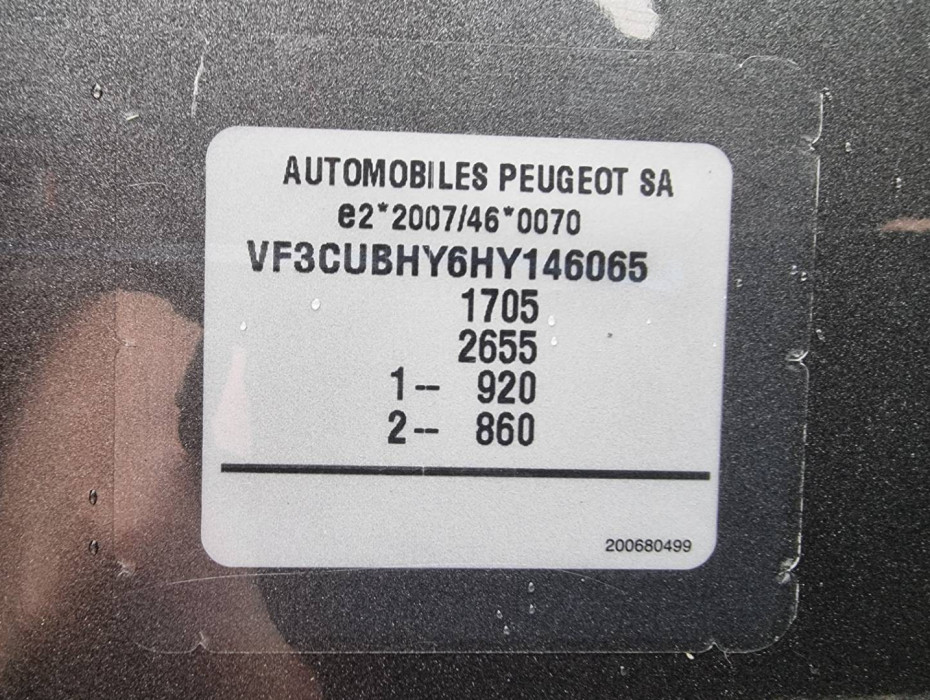 AUTOMOBILES PEUGEOT SA
e2*2007/46*0070
VF3CUBHY6HY146065
1705
2655
1-- 920
2-- 860
200680499